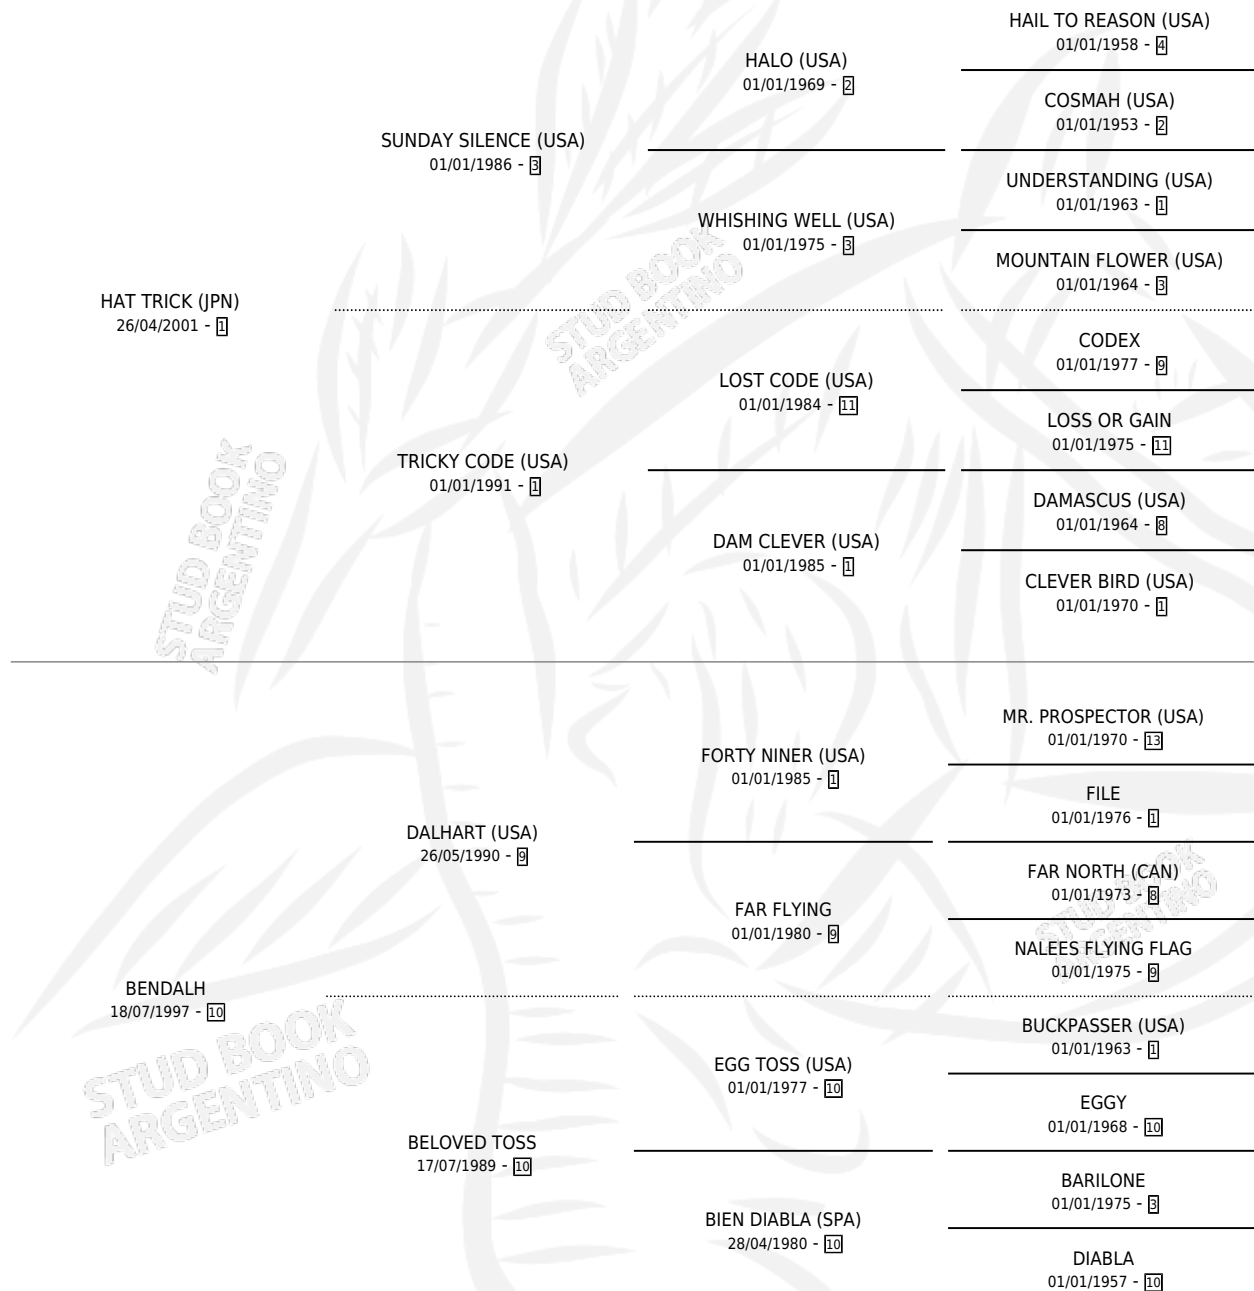 HAIL TO REASON (USA)
01/01/1958 - 4
HALO (USA)
01/01/1969 - 2
COSMAH (USA)
01/01/1953 - 2
SUNDAY SILENCE (USA)
01/01/1986 - 3
UNDERSTANDING (USA)
01/01/1963 - 1
WHISHING WELL (USA)
01/01/1975 - 3
MOUNTAIN FLOWER (USA)
01/01/1964 - 3
HAT TRICK (JPN)
26/04/2001 - 1
STUD BOOK
ARGENTINO
CODEX
01/01/1977 - 9
LOST CODE (USA)
01/01/1984 - 11
LOSS OR GAIN
01/01/1975 - 11
TRICKY CODE (USA)
01/01/1991 - 1
DAMASCUS (USA)
01/01/1964 - 8
DAM CLEVER (USA)
01/01/1985 - 1
CLEVER BIRD (USA)
01/01/1970 - 1
STUD BOOK
ARGENTINO
MR. PROSPECTOR (USA)
01/01/1970 - 13
FORTY NINER (USA)
01/01/1985 - 1
FILE
01/01/1976 - 1
DALHART (USA)
26/05/1990 - 9
FAR NORTH (CAN)
01/01/1973 - 8
FAR FLYING
01/01/1980 - 9
NALEES FLYING FLAG
01/01/1975 - 9
STUD BOOK
ARGENTINO
BENDALH
18/07/1997 - 10
BUCKPASSER (USA)
01/01/1963 - 1
EGG TOSS (USA)
01/01/1977 - 10
EGGY
01/01/1968 - 10
STUD BOOK
ARGENTINO
BELOVED TOSS
17/07/1989 - 10
BARILONE
01/01/1975 - 3
BIEN DIABLA (SPA)
28/04/1980 - 10
DIABLA
01/01/1957 - 10